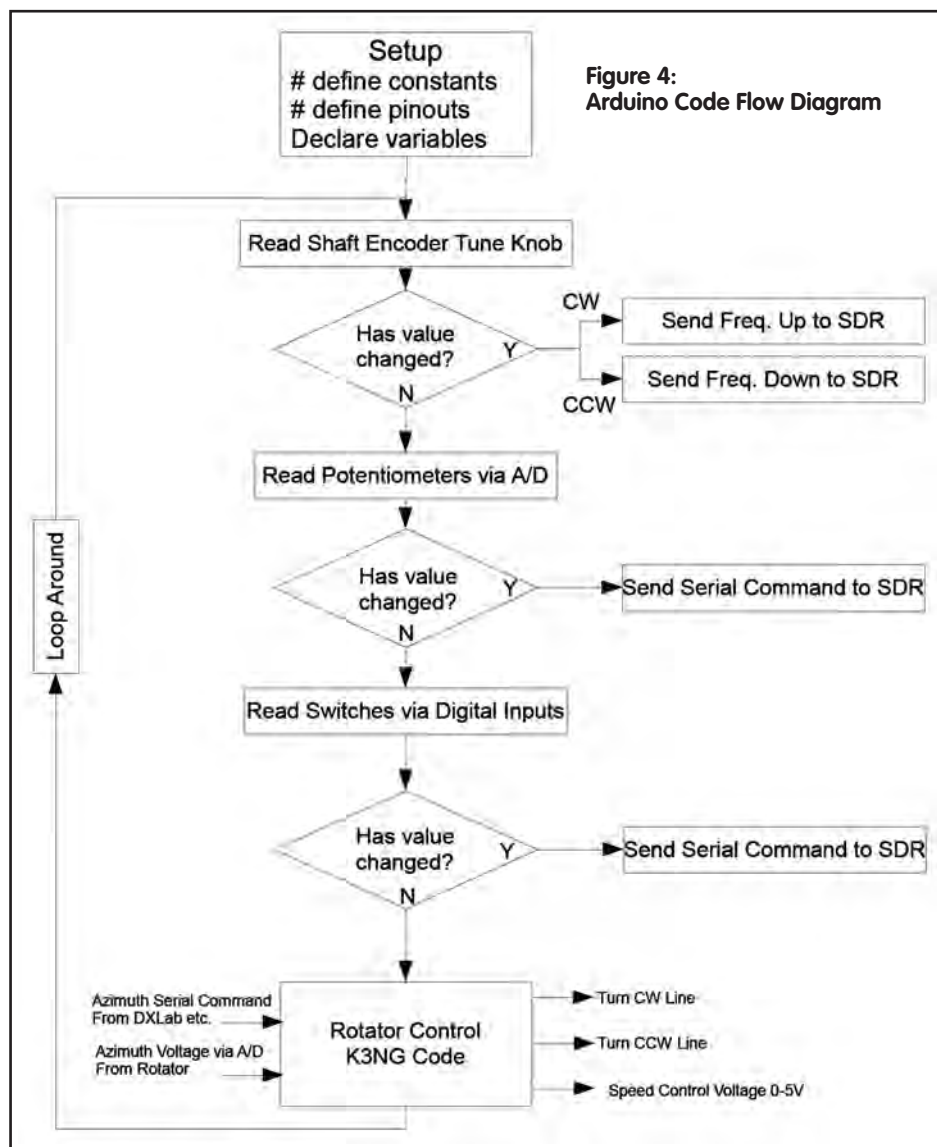 Setup
# define constants
# define pinouts
Declare variables
Figure 4:
Arduino Code Flow Diagram
Read Shaft Encoder Tune Knob
Has value
changed?
Y
N
CW
Send Freq. Up to SDR
Send Freq. Down to SDR
CCW
Read Potentiometers via A/D
Has value
changed?
Y
N
Send Serial Command to SDR
Loop Around
Read Switches via Digital Inputs
Has value
changed?
Y
N
Send Serial Command to SDR
Azimuth Serial Command
From DXLab etc.
Azimuth Voltage via A/D
From Rotator
Rotator Control
K3NG Code
Turn CW Line
Turn CCW Line
Speed Control Voltage 0-5V